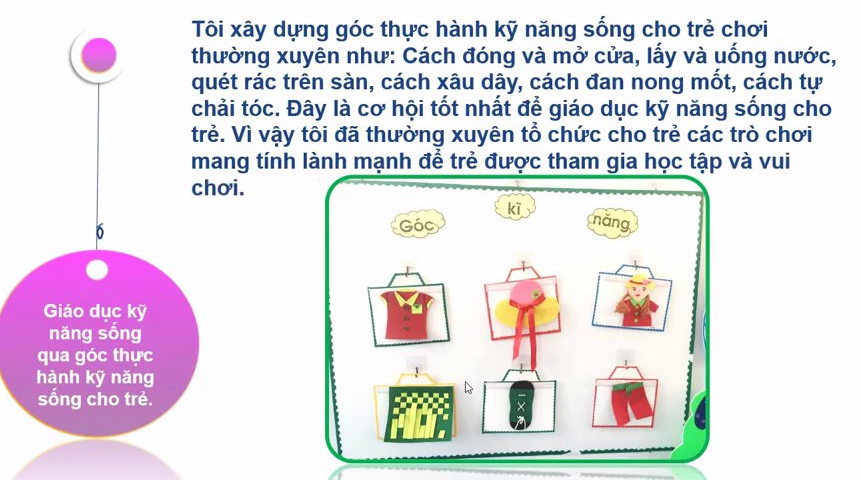 Tôi xây dựng góc thực hành kỹ năng sống cho trẻ chơi
thường xuyên như: Cách đóng và mở cửa, lấy và uống nước,
quét rác trên sàn, cách xâu dây, cách đan nong mốt, cách tự
chải tóc. Đây là cơ hội tốt nhất để giáo dục kỹ năng sống cho
trẻ. Vì vậy tôi đã thường xuyên tổ chức cho trẻ các trò chơi
mang tính lành mạnh để trẻ được tham gia học tập và vui
chơi.
Giáo dục kỹ
năng sống
qua góc thực
hành kỹ năng
sống cho trẻ.
Góc kĩ năng